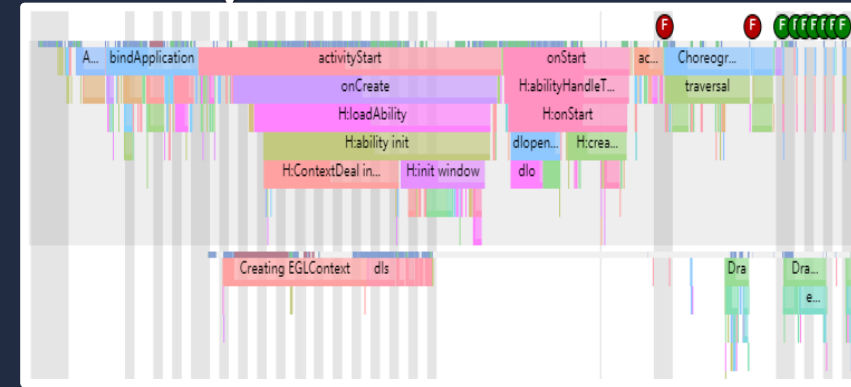 F F F F F F F F F
A... bindApplication activityStart onStart ac... Choreogr...
onCreate H:abilityHandleT... traversal
H:loadAbility H:onStart
H:ability init dlopen... H:crea...
H:ContextDeal in... H:init window dlo
Creating EGLContext dls Dra Dra...
e...